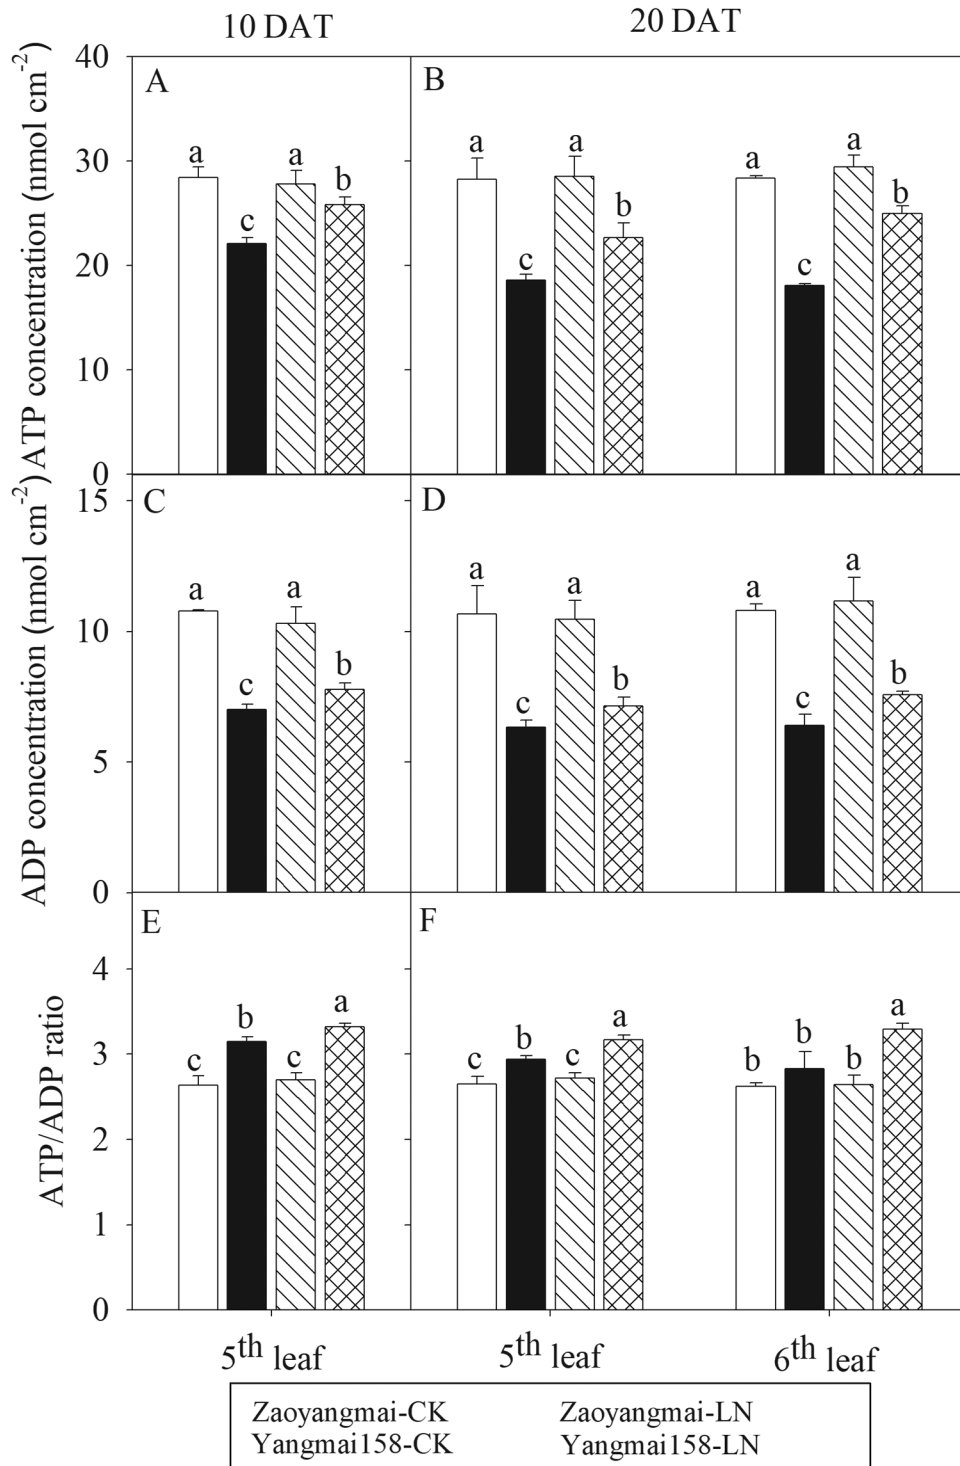 10 DAT
20 DAT
ATP concentration (nmol cm-2)
40
30
20
10
0
A
a
c
a
b
B
a
c
a
b
a
c
a
b
ADP concentration (nmol cm-2)
15
10
5
0
C
a
c
a
b
D
a
c
a
b
a
c
a
b
ATP/ADP ratio
4
3
2
1
0
E
c
b
c
a
F
c
b
c
a
b
b
b
a
5th leaf
5th leaf
6th leaf
Zaoyangmai-CK
Zaoyangmai-LN
Yangmai158-CK
Yangmai158-LN